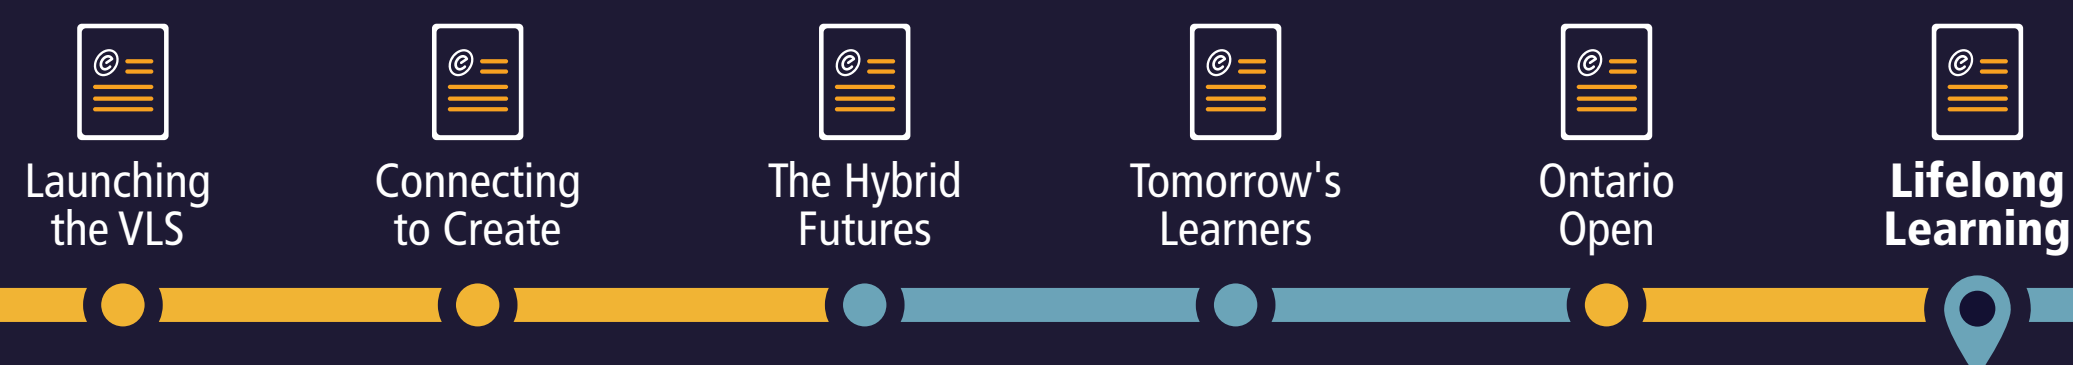 Launching
the VLS
Connecting
to Create
The Hybrid
Futures
Tomorrow's
Learners
Ontario
Open
Lifelong
Learning